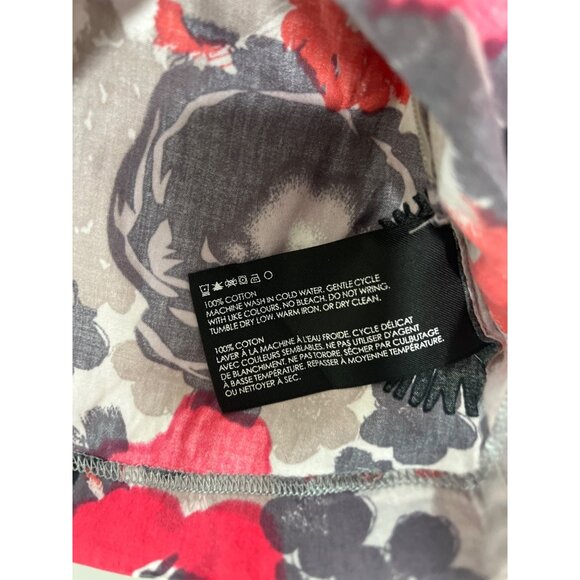 100% COTTON
MACHINE WASH IN COLD WATER. GENTLE CYCLE
WITH LIKE COLOURS. NO BLEACH. DO NOT WRING.
TUMBLE DRY LOW. WARM IRON, OR DRY CLEAN.
100% COTON
LAVER À LA MACHINE À L'EAU FROIDE. CYCLE DÉLICAT
AVEC COULEURS SEMBLABLES. NE PAS UTILISER D'AGENT
DE BLANCHIMENT. NE PAS TORDRE. SÉCHER PAR CULBUTAGE
À BASSE TEMPÉRATURE. REPASSER À MOYENNE TEMPÉRATURE.
OU NETTOYER À SEC.